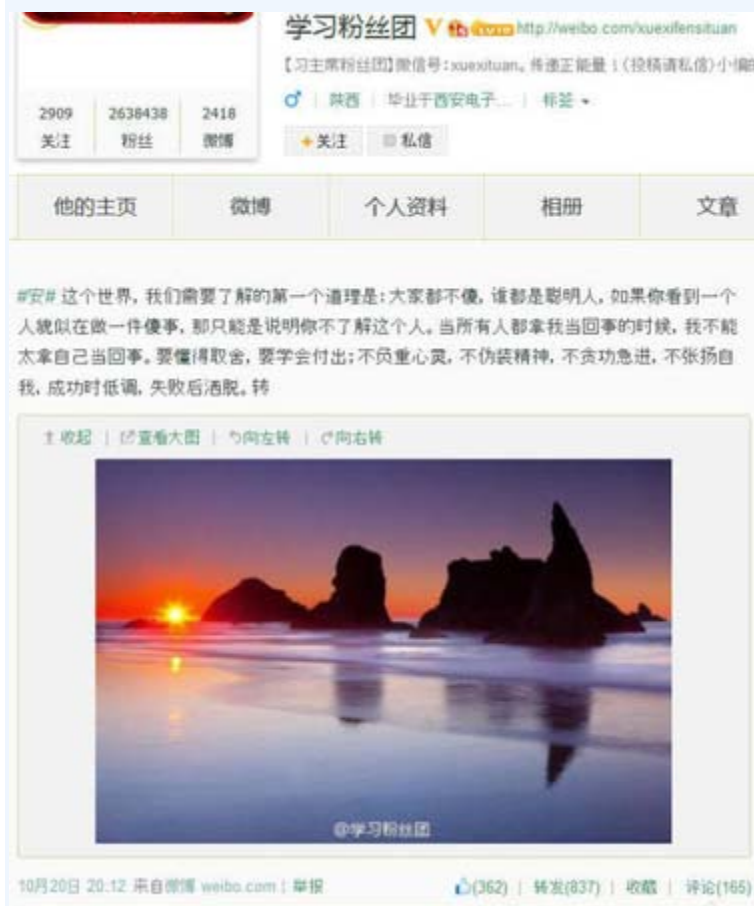 学习粉丝团 V http://weibo.com/xuexifensituan
【习主席粉丝团】微信号:xuexituan。传递正能量!(投稿请私信)小编
♂ | 陕西 | 毕业于西安电子... | 标签
2909 2638438 2418
关注 粉丝 微博
+关注 私信
他的主页 微博 个人资料 相册 文章
#安# 这个世界, 我们需要了解的第一个道理是:大家都不傻, 谁都是聪明人, 如果你看到一个
人貌似在做一件傻事, 那只能是说明你不了解这个人。当所有人都拿我当回事的时候, 我不能
太拿自己当回事。要懂得取舍, 要学会付出;不负重心灵, 不伪装精神, 不贪功急进, 不张扬自
我, 成功时低调, 失败后洒脱。转
收起 | 查看大图 | 向左转 | 向右转
@学习粉丝团
10月20日 20:12 来自微博 weibo.com | 举报 (362) | 转发(837) | 收藏 | 评论(165)